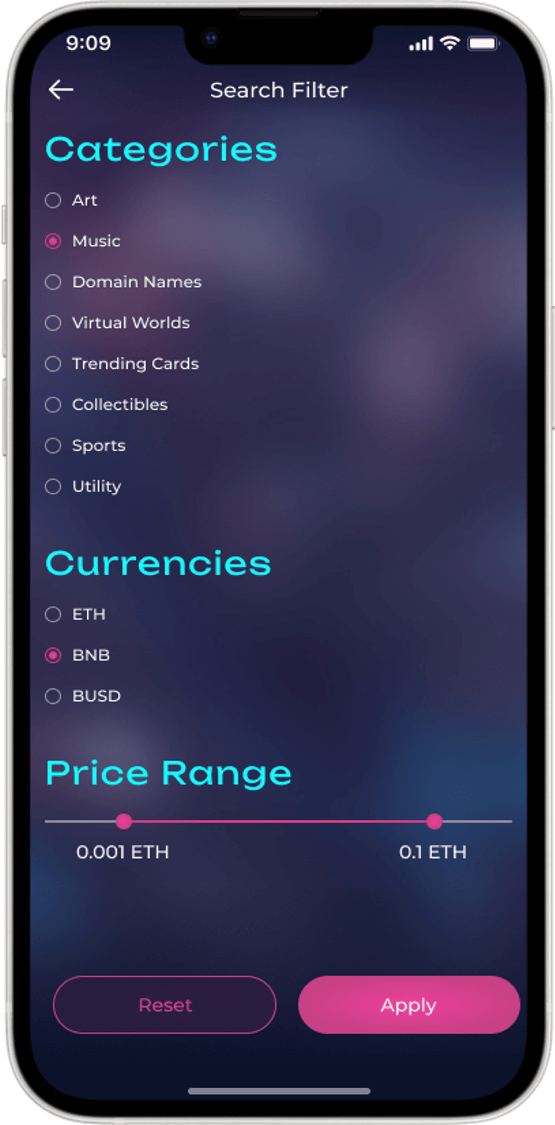 9:09
Search Filter
Categories
Art
Music
Domain Names
Virtual Worlds
Trending Cards
Collectibles
Sports
Utility
Currencies
ETH
BNB
BUSD
Price Range
0.001 ETH 0.1 ETH
Reset Apply